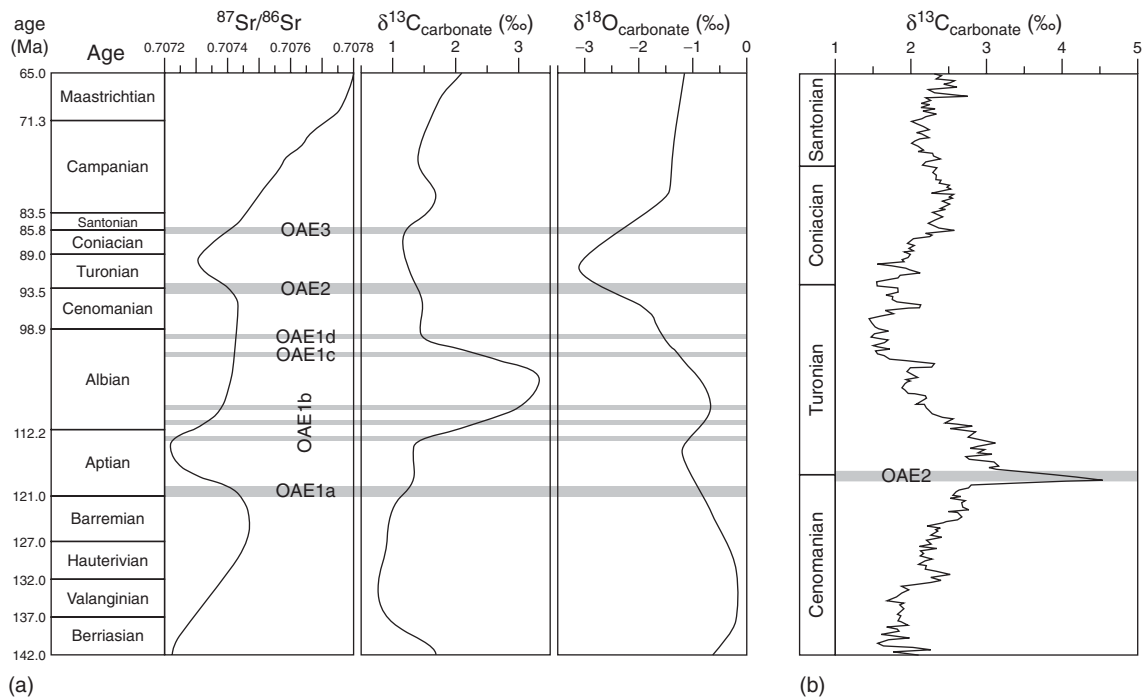 age
(Ma)
Age
⁸⁷Sr/⁸⁶Sr
0.7072 0.7074 0.7076 0.7078
δ¹³Ccarbonate (‰)
1 2 3
δ¹⁸Ocarbonate (‰)
−3 −2 −1 0
65.0
Maastrichtian
71.3
Campanian
83.5
Santonian
85.8
Coniacian
89.0
Turonian
93.5
Cenomanian
98.9
Albian
112.2
Aptian
121.0
Barremian
127.0
Hauterivian
132.0
Valanginian
137.0
Berriasian
142.0
OAE3
OAE2
OAE1d
OAE1c
OAE1b
OAE1a
(a)
δ¹³Ccarbonate (‰)
1 2 3 4 5
Santonian
Coniacian
Turonian
Cenomanian
OAE2
(b)